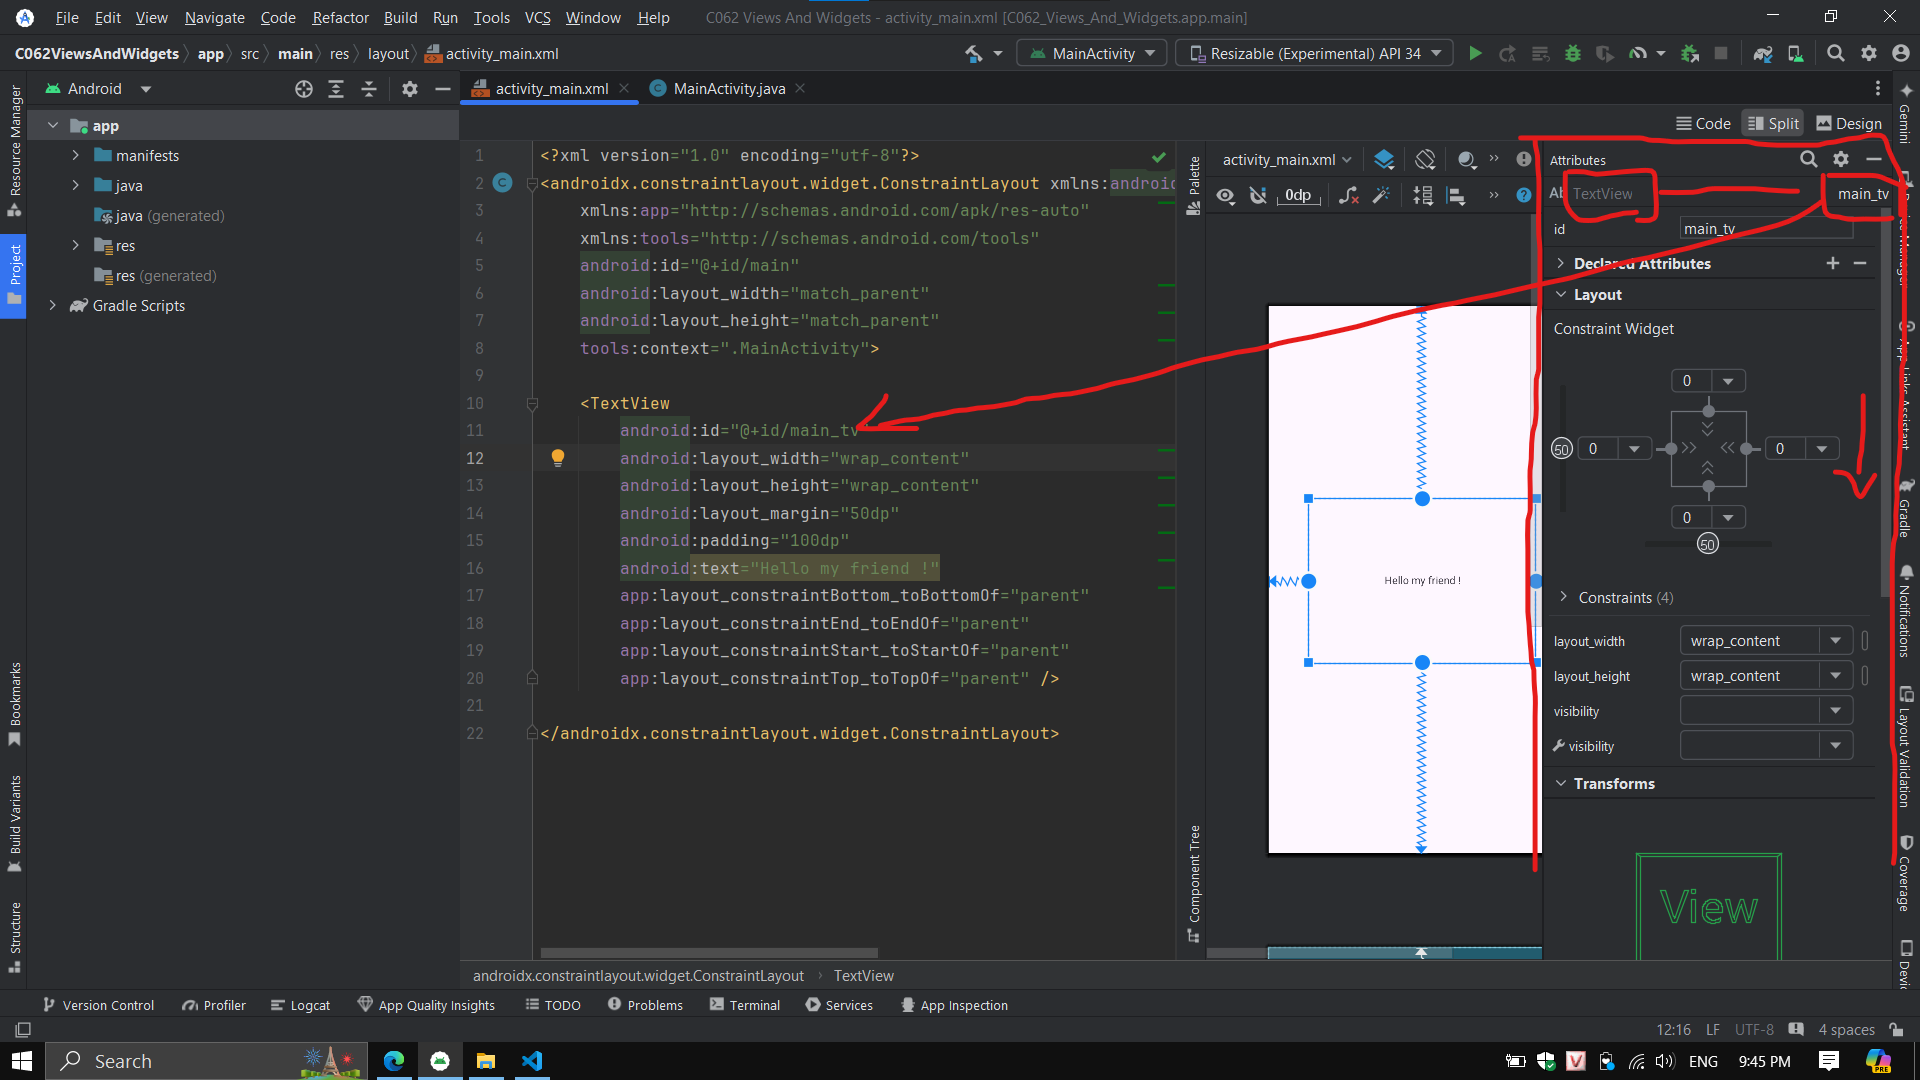 File Edit View Navigate Code Refactor Build Run Tools VCS Window Help C062 Views And Widgets - activity_main.xml [C062_Views_And_Widgets.app.main]
C062ViewsAndWidgets app src main res layout activity_main.xml MainActivity Resizable (Experimental) API 34
Resource Manager
Project
Bookmarks
Build Variants
Structure
Android
app
manifests
java
java (generated)
res
res (generated)
Gradle Scripts
activity_main.xml MainActivity.java
Code Split Design
1 <?xml version="1.0" encoding="utf-8"?>
2 <androidx.constraintlayout.widget.ConstraintLayout xmlns:android
3 xmlns:app="http://schemas.android.com/apk/res-auto"
4 xmlns:tools="http://schemas.android.com/tools"
5 android:id="@+id/main"
6 android:layout_width="match_parent"
7 android:layout_height="match_parent"
8 tools:context=".MainActivity">
9
10 <TextView
11 android:id="@+id/main_tv
12 android:layout_width="wrap_content"
13 android:layout_height="wrap_content"
14 android:layout_margin="50dp"
15 android:padding="100dp"
16 android:text="Hello my friend !"
17 app:layout_constraintBottom_toBottomOf="parent"
18 app:layout_constraintEnd_toEndOf="parent"
19 app:layout_constraintStart_toStartOf="parent"
20 app:layout_constraintTop_toTopOf="parent" />
21
22 </androidx.constraintlayout.widget.ConstraintLayout>
androidx.constraintlayout.widget.ConstraintLayout TextView
Palette
Component Tree
activity_main.xml
0dp
Hello my friend !
Attributes
Ab TextView main_tv
id main_tv
Declared Attributes
Layout
Constraint Widget
0
50 0 0
0
50
Constraints (4)
layout_width wrap_content
layout_height wrap_content
visibility
visibility
Transforms
View
Gemini
App Links Assistant
Gradle
Notifications
Layout Validation
Coverage
Version Control Profiler Logcat App Quality Insights TODO Problems Terminal Services App Inspection
12:16 LF UTF-8 4 spaces
Search ENG 9:45 PM
PRE